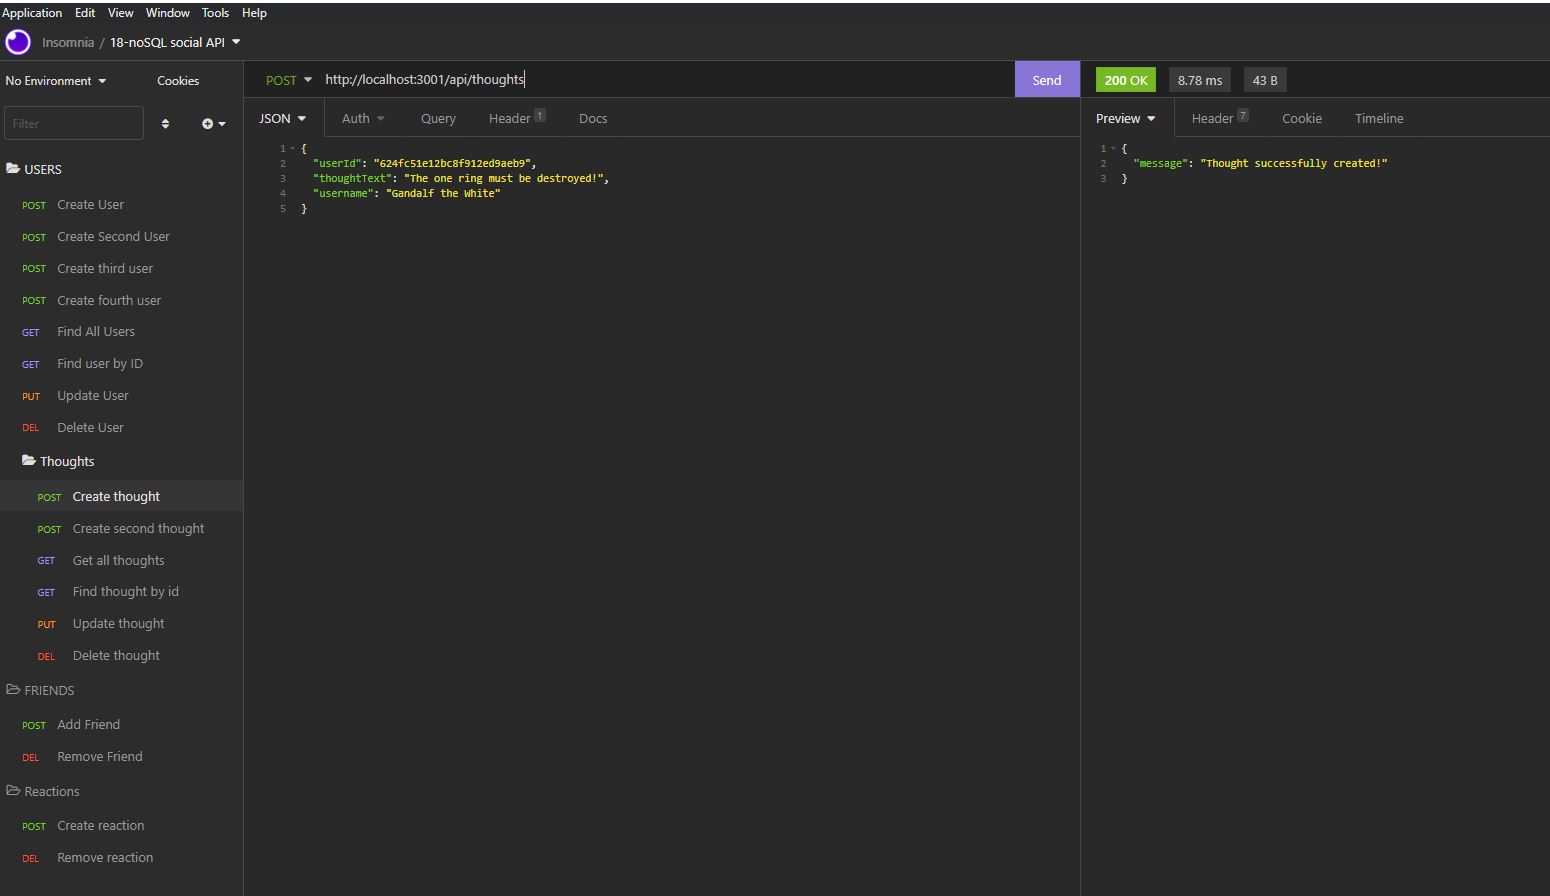 Application Edit View Window Tools Help
Insomnia / 18-noSQL social API
No Environment Cookies
POST http://localhost:3001/api/thoughts Send
200 OK 8.78 ms 43 B
Filter
JSON Auth Query Header 1 Docs
Preview Header 7 Cookie Timeline
1 {
2 "userId": "624fc51e12bc8f912ed9aeb9",
3 "thoughtText": "The one ring must be destroyed!",
4 "username": "Gandalf the White"
5 }
1 {
2 "message": "Thought successfully created!"
3 }
USERS
POST Create User
POST Create Second User
POST Create third user
POST Create fourth user
GET Find All Users
GET Find user by ID
PUT Update User
DEL Delete User
Thoughts
POST Create thought
POST Create second thought
GET Get all thoughts
GET Find thought by id
PUT Update thought
DEL Delete thought
FRIENDS
POST Add Friend
DEL Remove Friend
Reactions
POST Create reaction
DEL Remove reaction